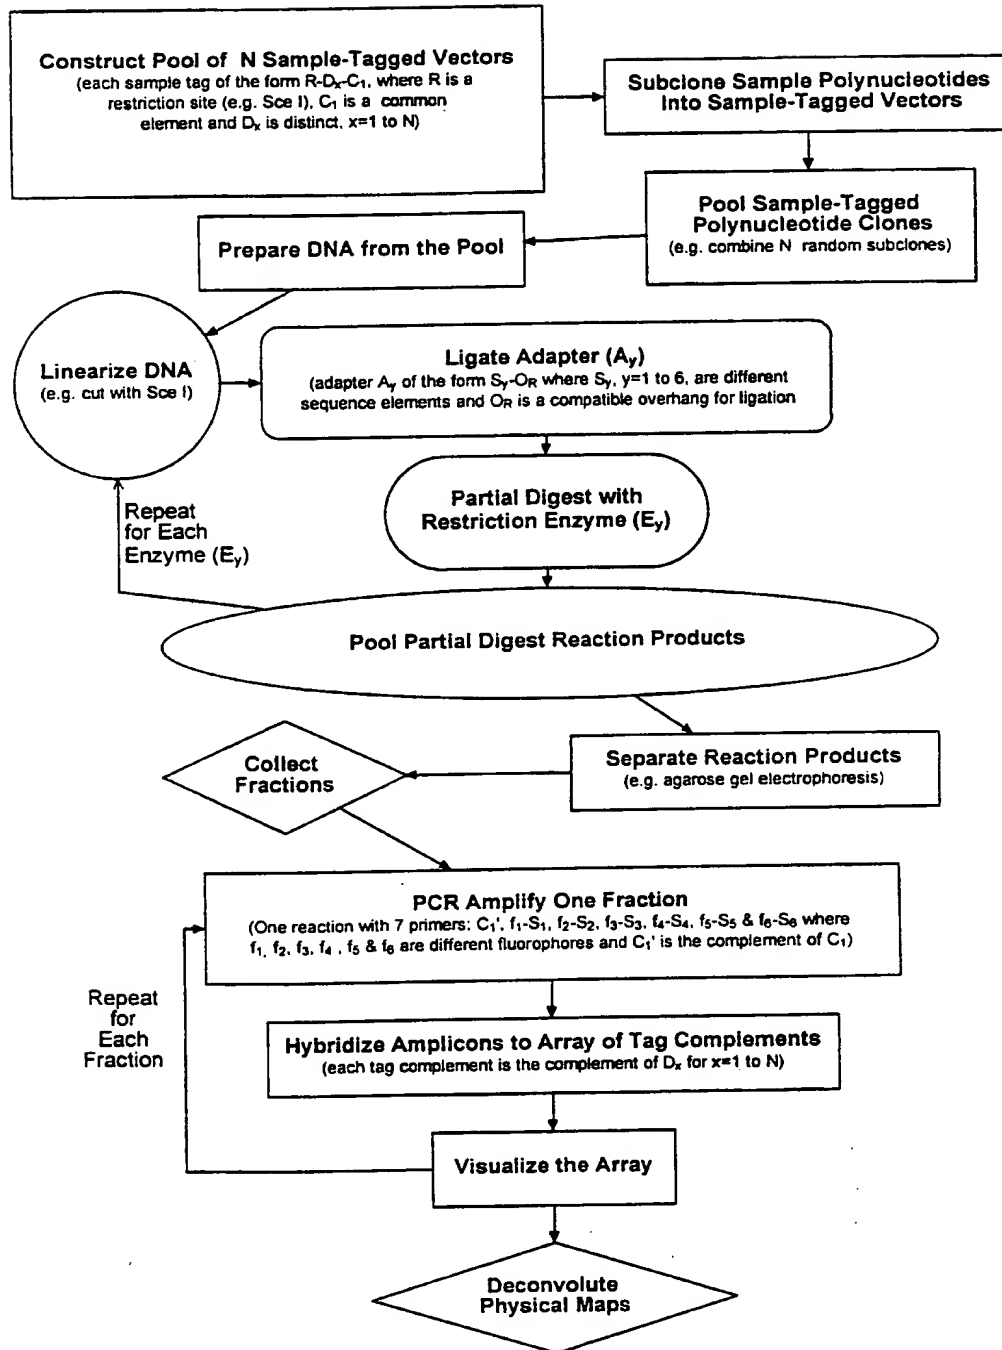 Construct Pool of N Sample-Tagged Vectors
(each sample tag of the form R-Dx-C1, where R is a
restriction site (e.g. Sce I), C1 is a common
element and Dx is distinct, x=1 to N)
Subclone Sample Polynucleotides
Into Sample-Tagged Vectors
Pool Sample-Tagged
Polynucleotide Clones
(e.g. combine N random subclones)
Prepare DNA from the Pool
Linearize DNA
(e.g. cut with Sce I)
Ligate Adapter (Ay)
(adapter Ay of the form Sy-OR where Sy, y=1 to 6, are different
sequence elements and OR is a compatible overhang for ligation
Partial Digest with
Restriction Enzyme (Ey)
Repeat
for Each
Enzyme (Ey)
Pool Partial Digest Reaction Products
Separate Reaction Products
(e.g. agarose gel electrophoresis)
Collect
Fractions
PCR Amplify One Fraction
(One reaction with 7 primers: C1', f1-S1, f2-S2, f3-S3, f4-S4, f5-S5 & f6-S6 where
f1, f2, f3, f4 , f5 & f6 are different fluorophores and C1' is the complement of C1)
Repeat
for
Each
Fraction
Hybridize Amplicons to Array of Tag Complements
(each tag complement is the complement of Dx for x=1 to N)
Visualize the Array
Deconvolute
Physical Maps